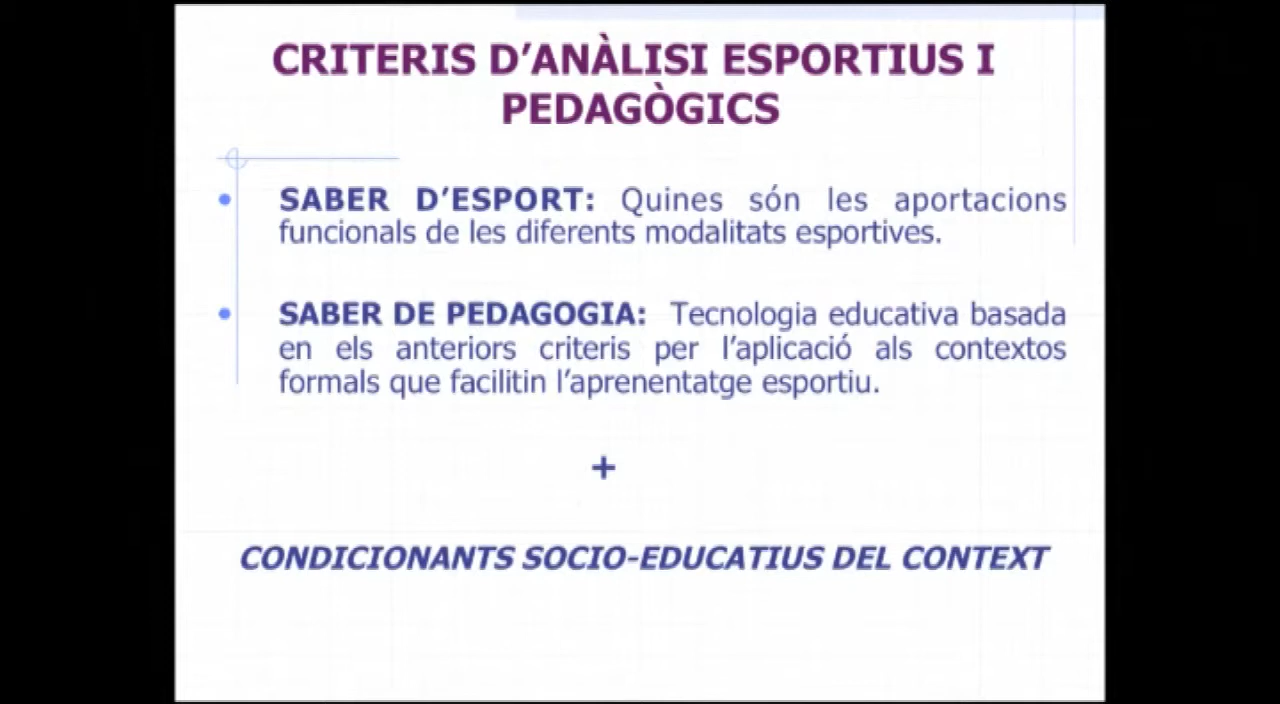 CRITERIS D'ANÀLISI ESPORTIUS I
PEDAGÒGICS
• SABER D'ESPORT: Quines són les aportacions
funcionals de les diferents modalitats esportives.
• SABER DE PEDAGOGIA: Tecnologia educativa basada
en els anteriors criteris per l'aplicació als contextos
formals que facilitin l'aprenentatge esportiu.
+
CONDICIONANTS SOCIO-EDUCATIUS DEL CONTEXT